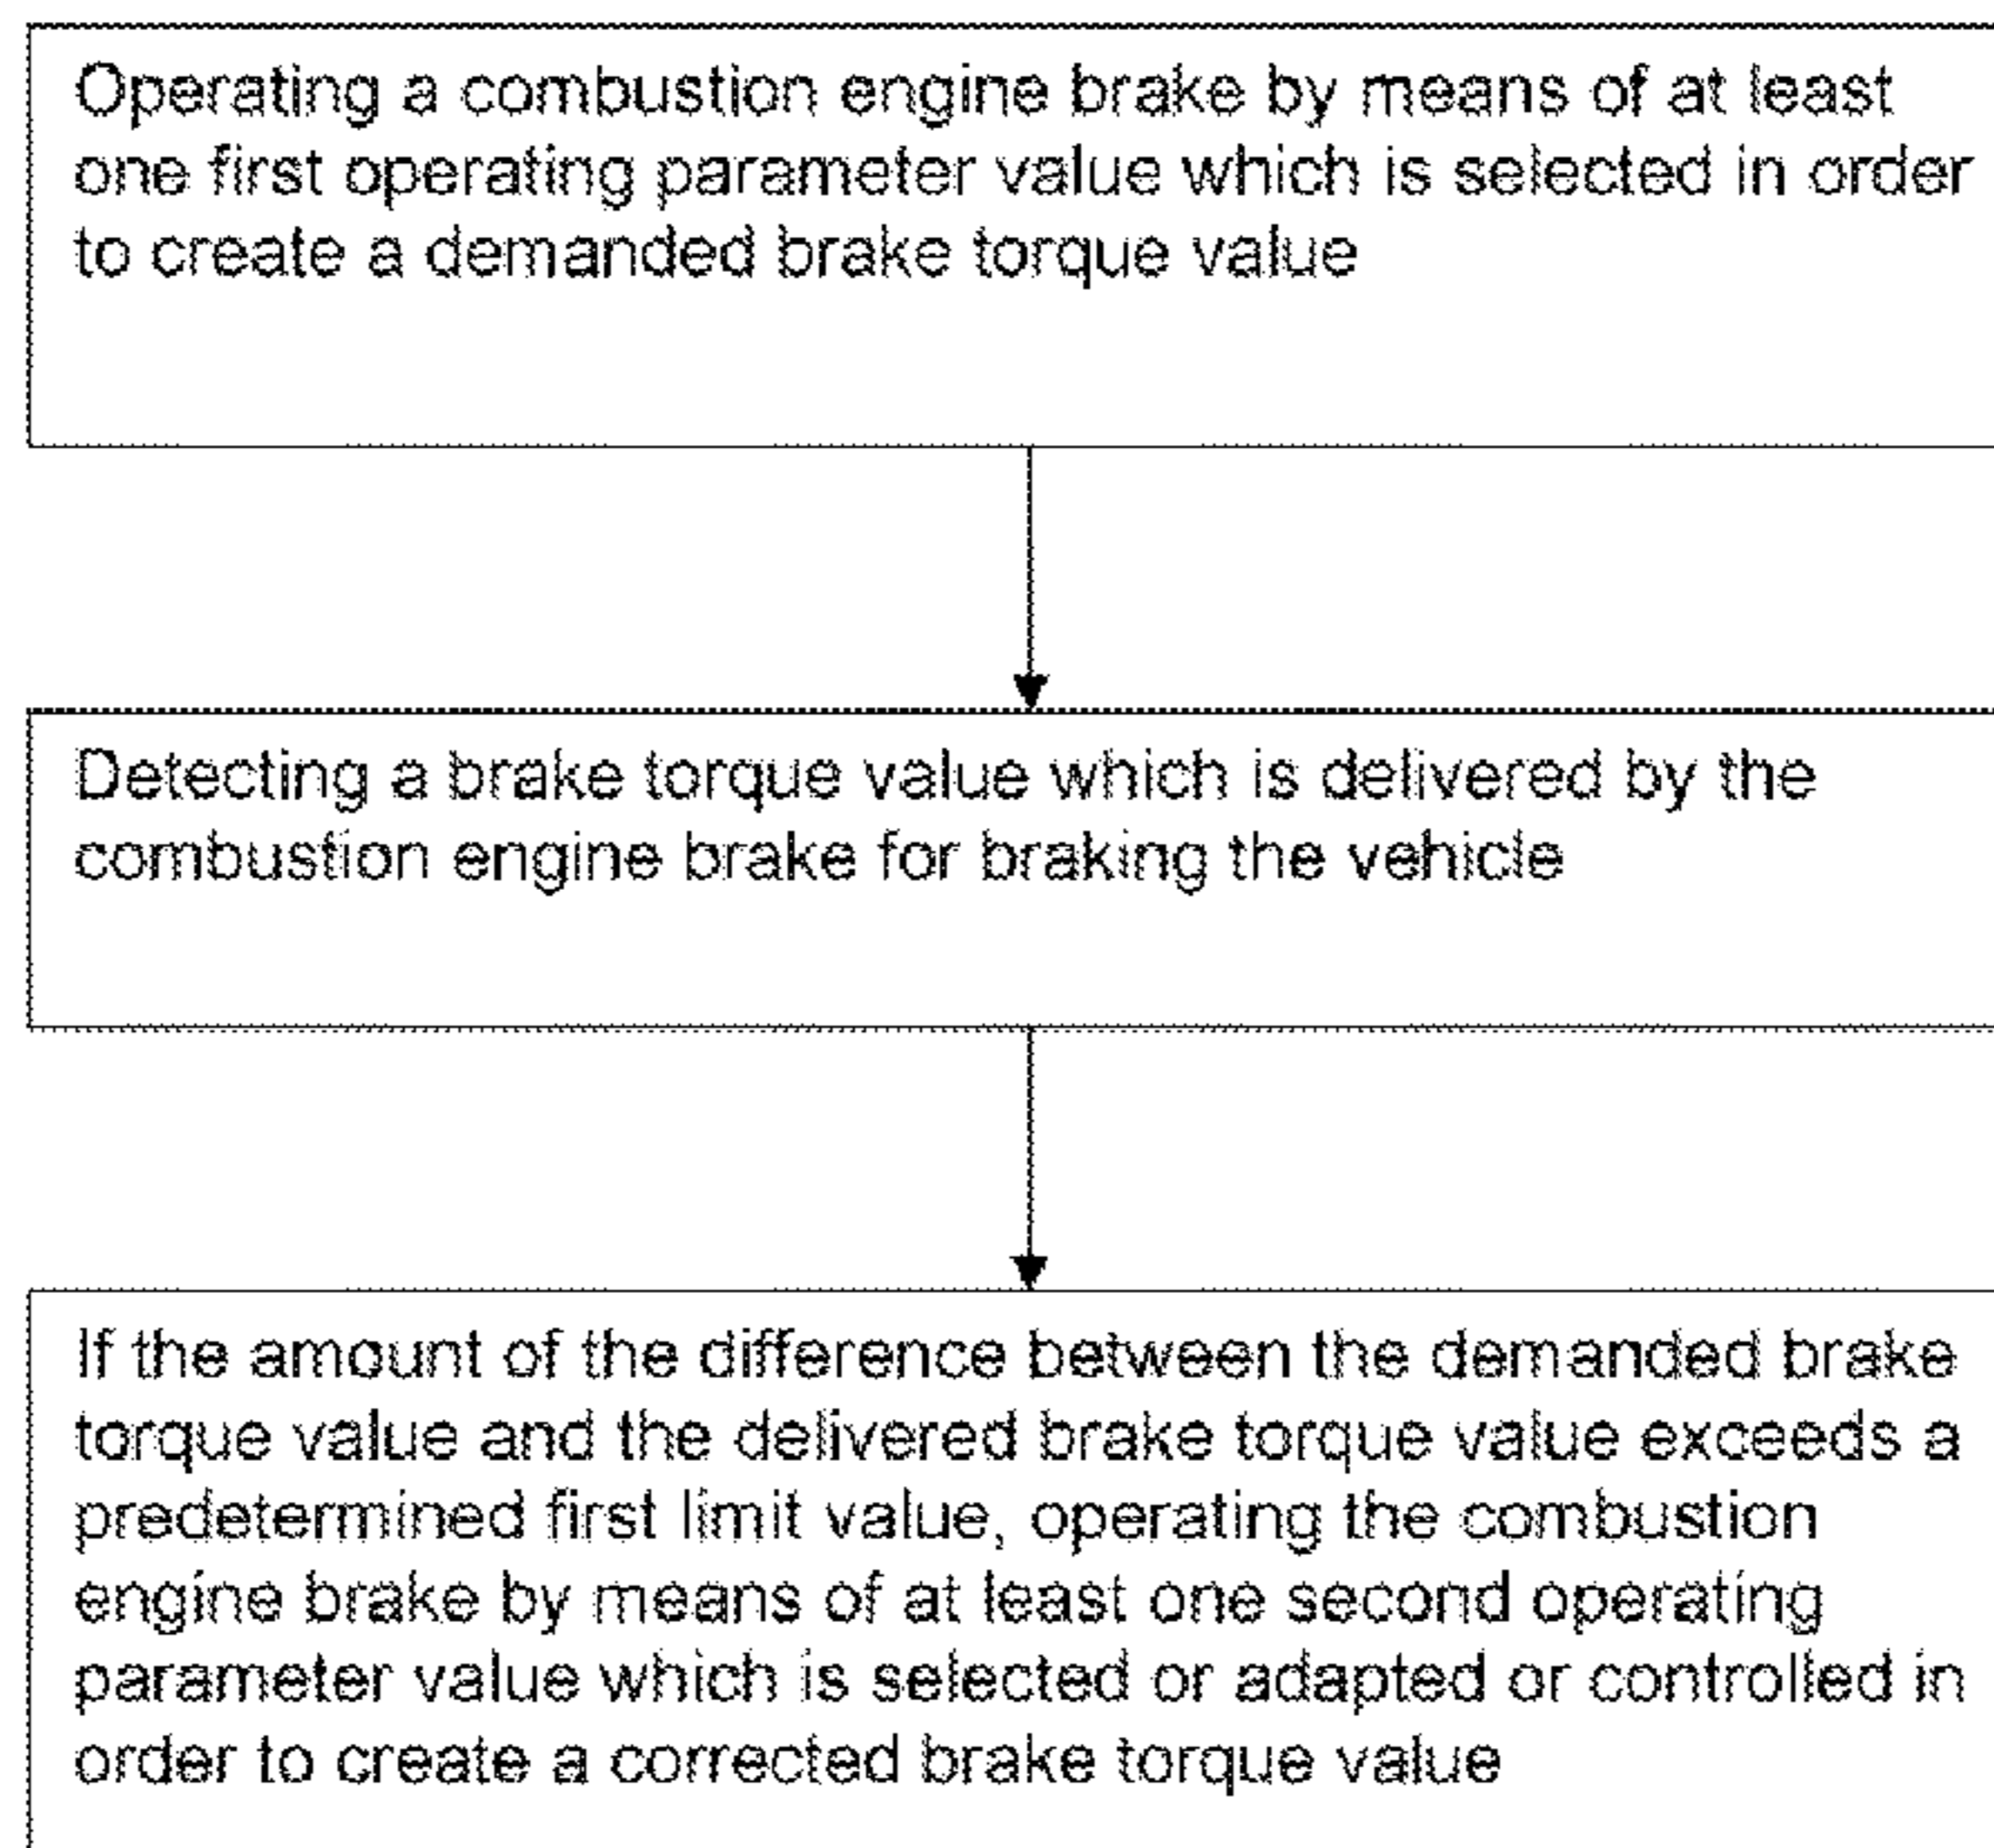 Operating a combustion engine brake by means of at least
one first operating parameter value which is selected in order
to create a demanded brake torque value
Detecting a brake torque value which is delivered by the
combustion engine brake for braking the vehicle
If the amount of the difference between the demanded brake
torque value and the delivered brake torque value exceeds a
predetermined first limit value, operating the combustion
engine brake by means of at least one second operating
parameter value which is selected or adapted or controlled in
order to create a corrected brake torque value